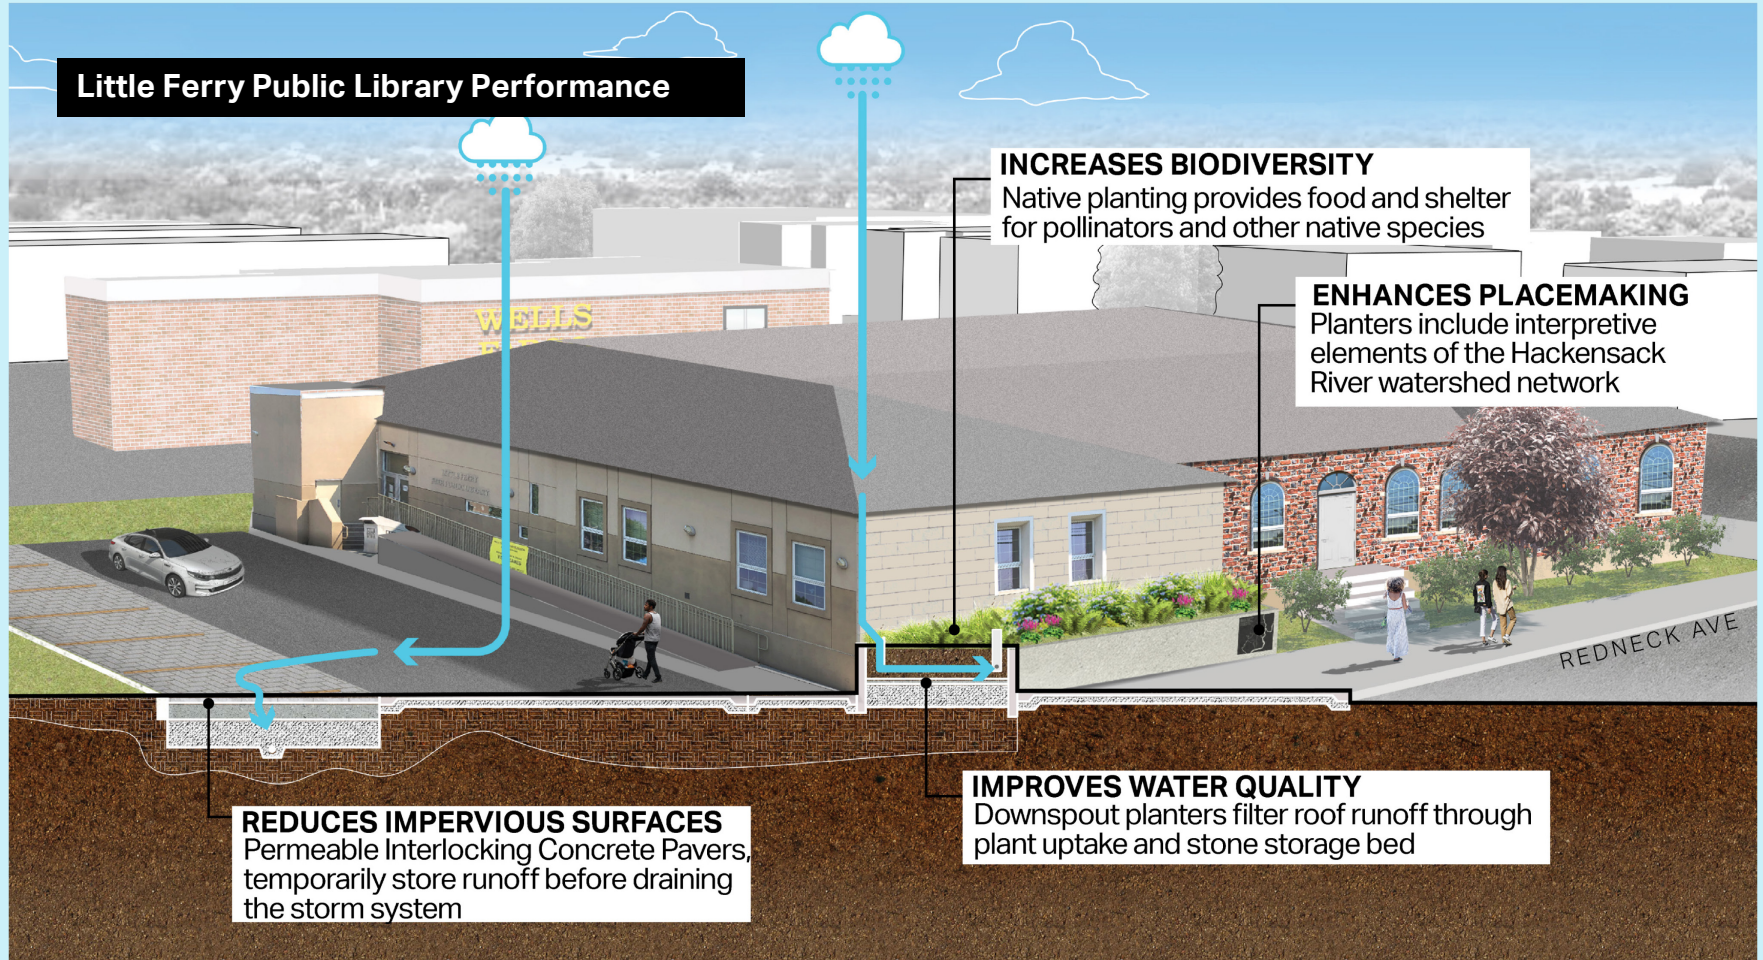 Little Ferry Public Library Performance
INCREASES BIODIVERSITY
Native planting provides food and shelter
for pollinators and other native species
ENHANCES PLACEMAKING
Planters include interpretive
elements of the Hackensack
River watershed network
WELLS
REDNECK AVE
IMPROVES WATER QUALITY
Downspout planters filter roof runoff through
plant uptake and stone storage bed
REDUCES IMPERVIOUS SURFACES
Permeable Interlocking Concrete Pavers,
temporarily store runoff before draining
the storm system